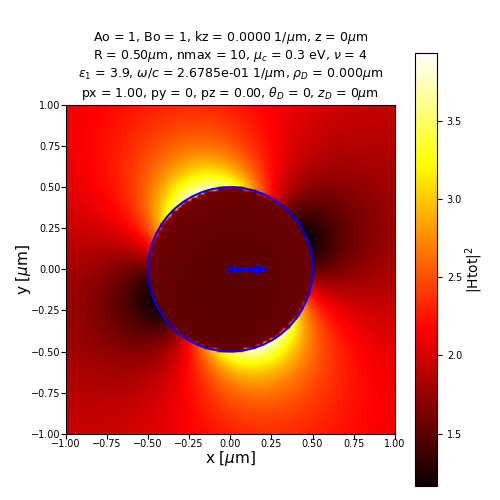 Ao = 1, Bo = 1, kz = 0.0000 1/μm, z = 0μm
R = 0.50μm, nmax = 10, μc = 0.3 eV, ν = 4
ε1 = 3.9, ω/c = 2.6785e-01 1/μm, ρD = 0.000μm
px = 1.00, py = 0, pz = 0.00, θD = 0, zD = 0μm
1.00
0.75
0.50
0.25
0.00
−0.25
−0.50
−0.75
−1.00
y [μm]
−1.00 −0.75 −0.50 −0.25 0.00 0.25 0.50 0.75 1.00
x [μm]
3.5
3.0
2.5
2.0
1.5
|Htot|²